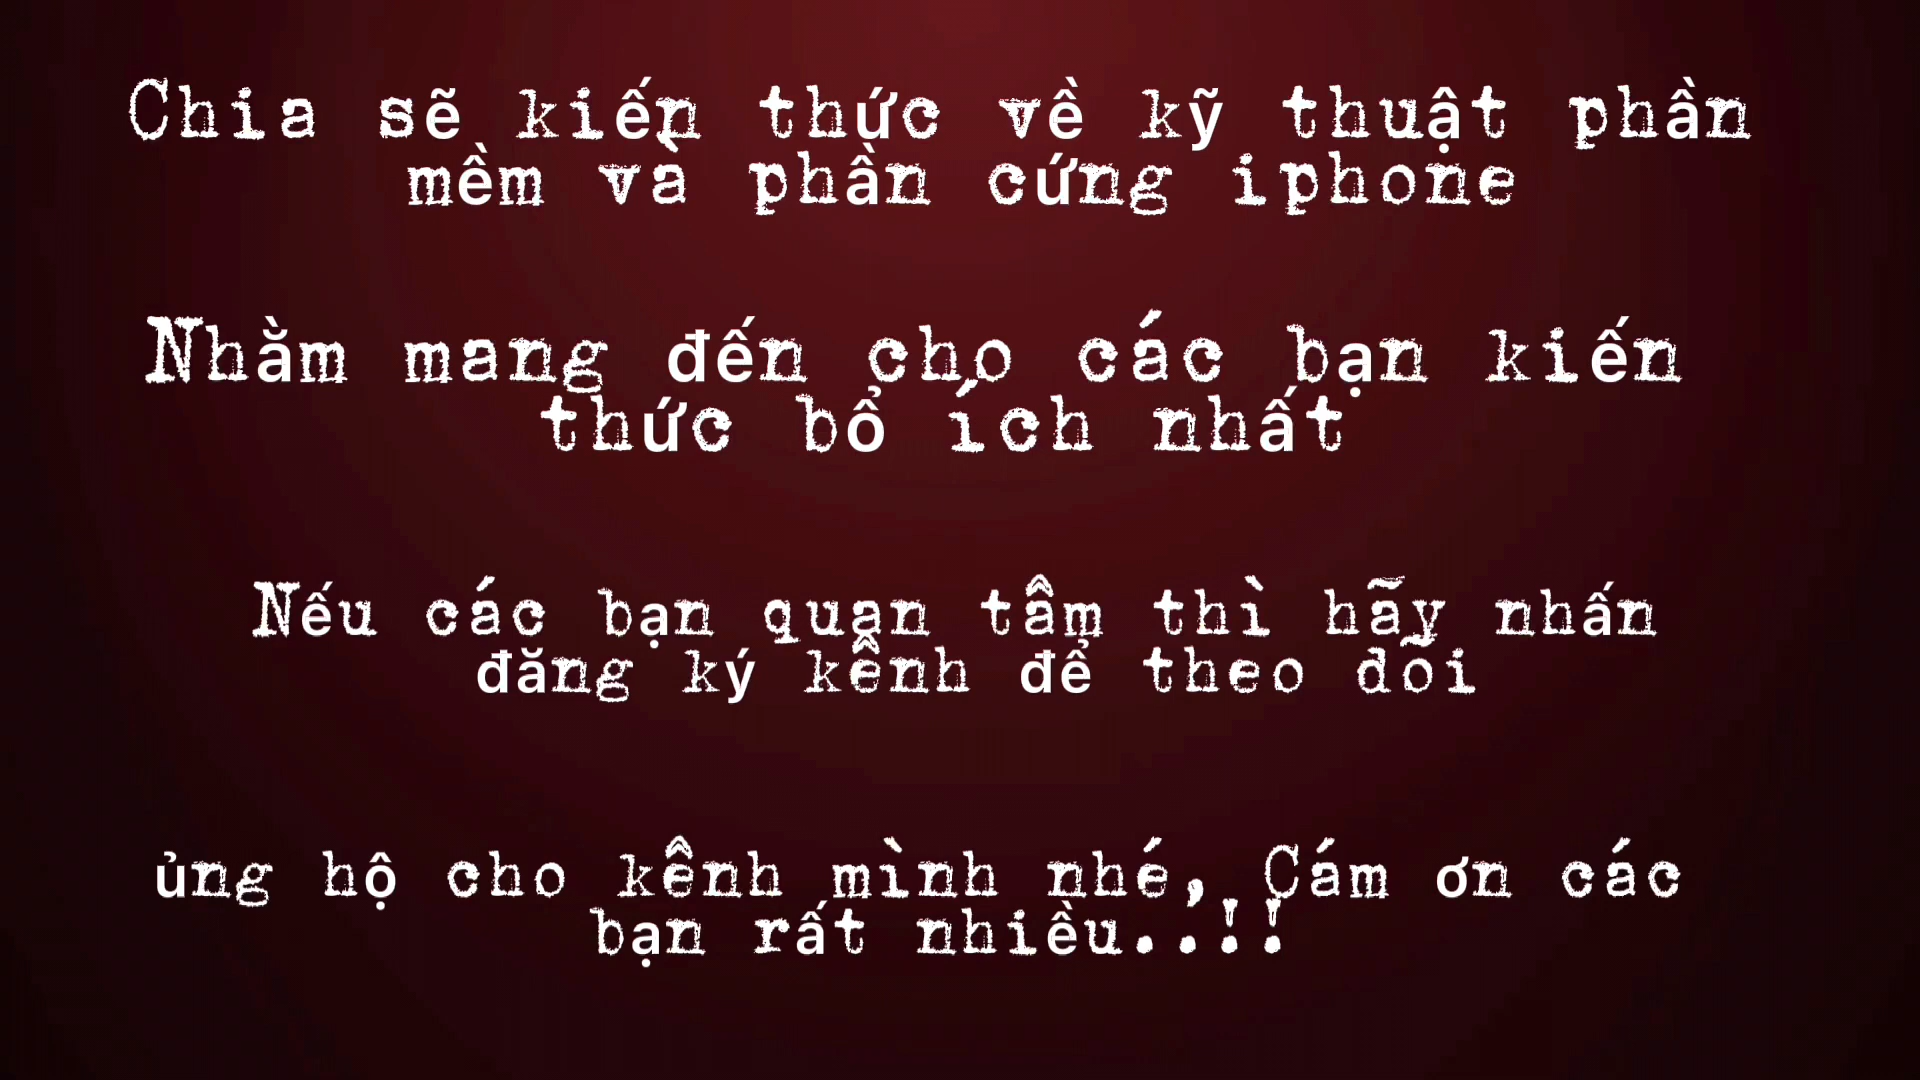 Chia sẽ kiến thức về kỹ thuật phần
mềm và phần cứng iphone
Nhằm mang đến cho các bạn kiến
thức bổ ích nhất
Nếu các bạn quan tâm thì hãy nhấn
đăng ký kênh để theo dõi
ủng hộ cho kênh mình nhé, Cám ơn các
bạn rất nhiều..!!